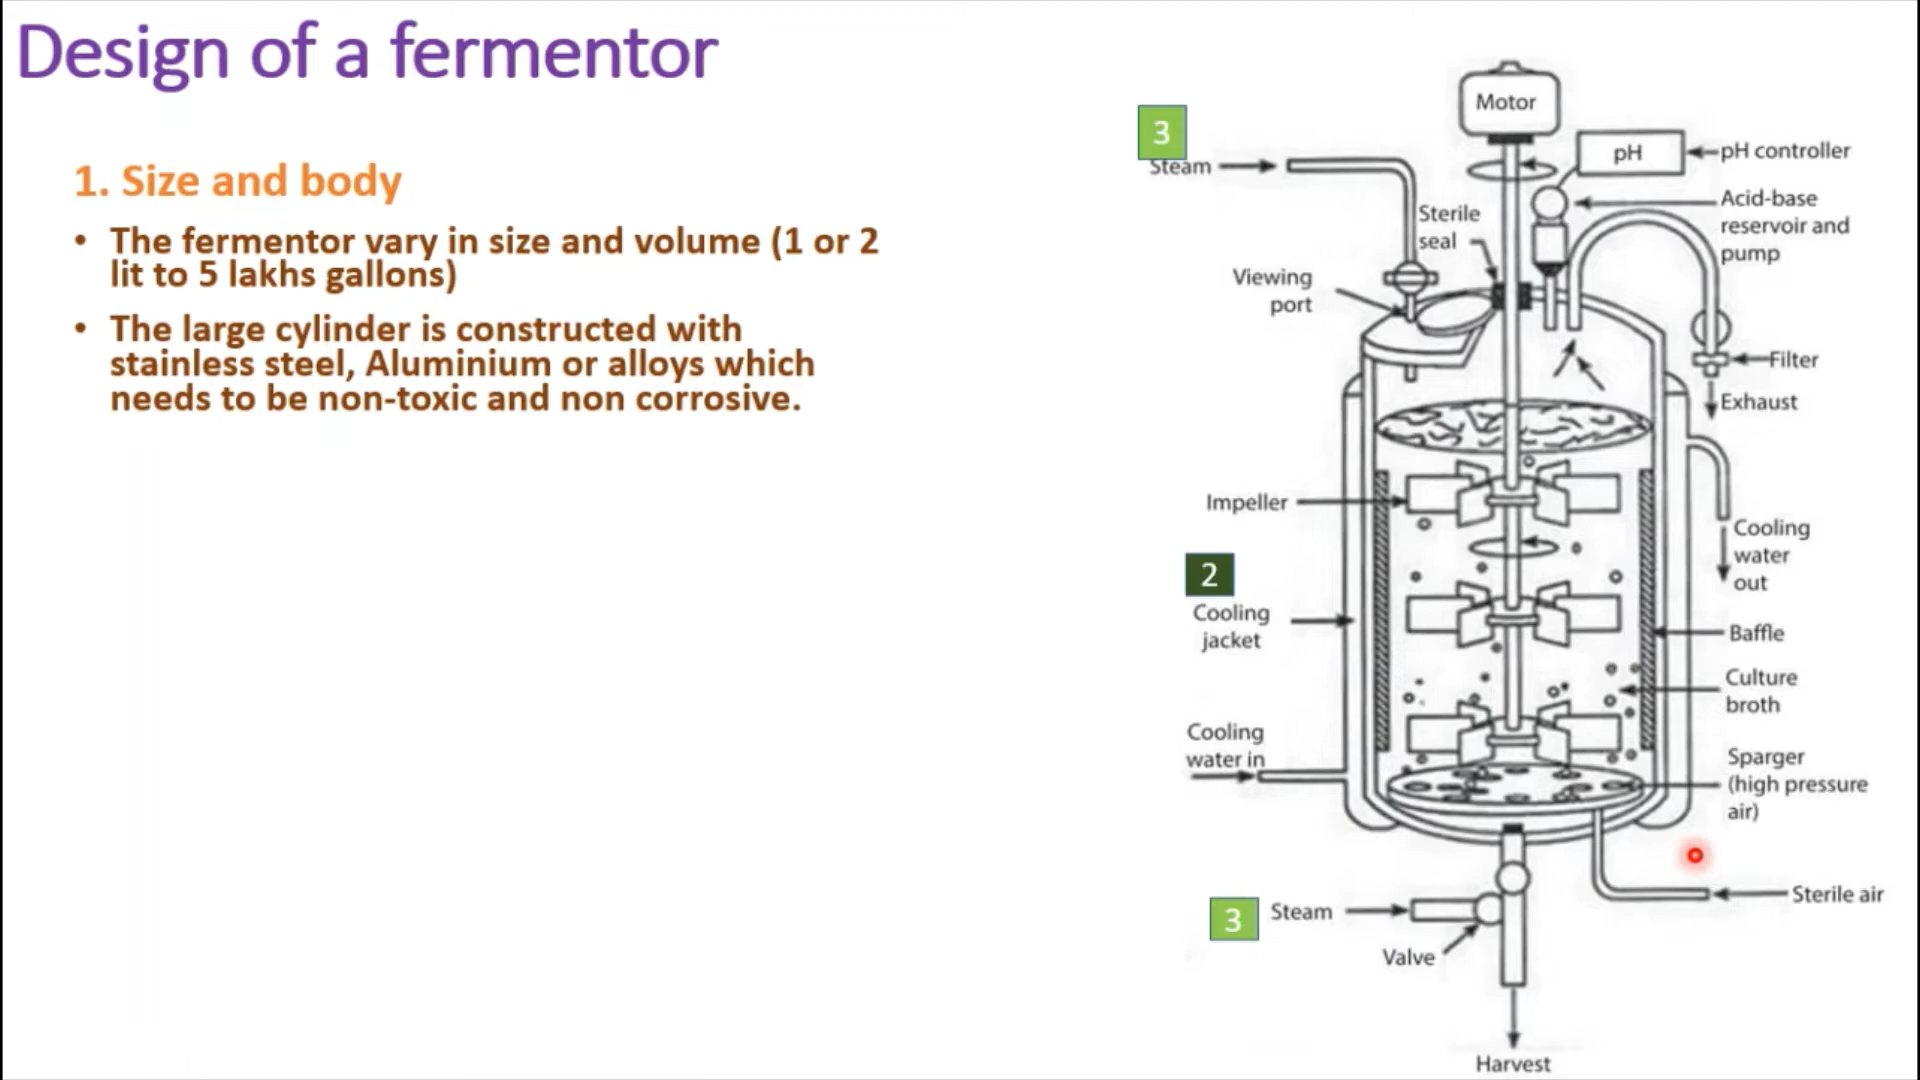 Design of a fermentor
1. Size and body
• The fermentor vary in size and volume (1 or 2
lit to 5 lakhs gallons)
• The large cylinder is constructed with
stainless steel, Aluminium or alloys which
needs to be non-toxic and non corrosive.
Motor
3
Steam
pH
pH controller
Acid-base
reservoir and
pump
Sterile
seal
Viewing
port
Filter
Exhaust
Impeller
Cooling
water
out
2
Cooling
jacket
Baffle
Culture
broth
Cooling
water in
Sparger
(high pressure
air)
Sterile air
3
Steam
Valve
Harvest